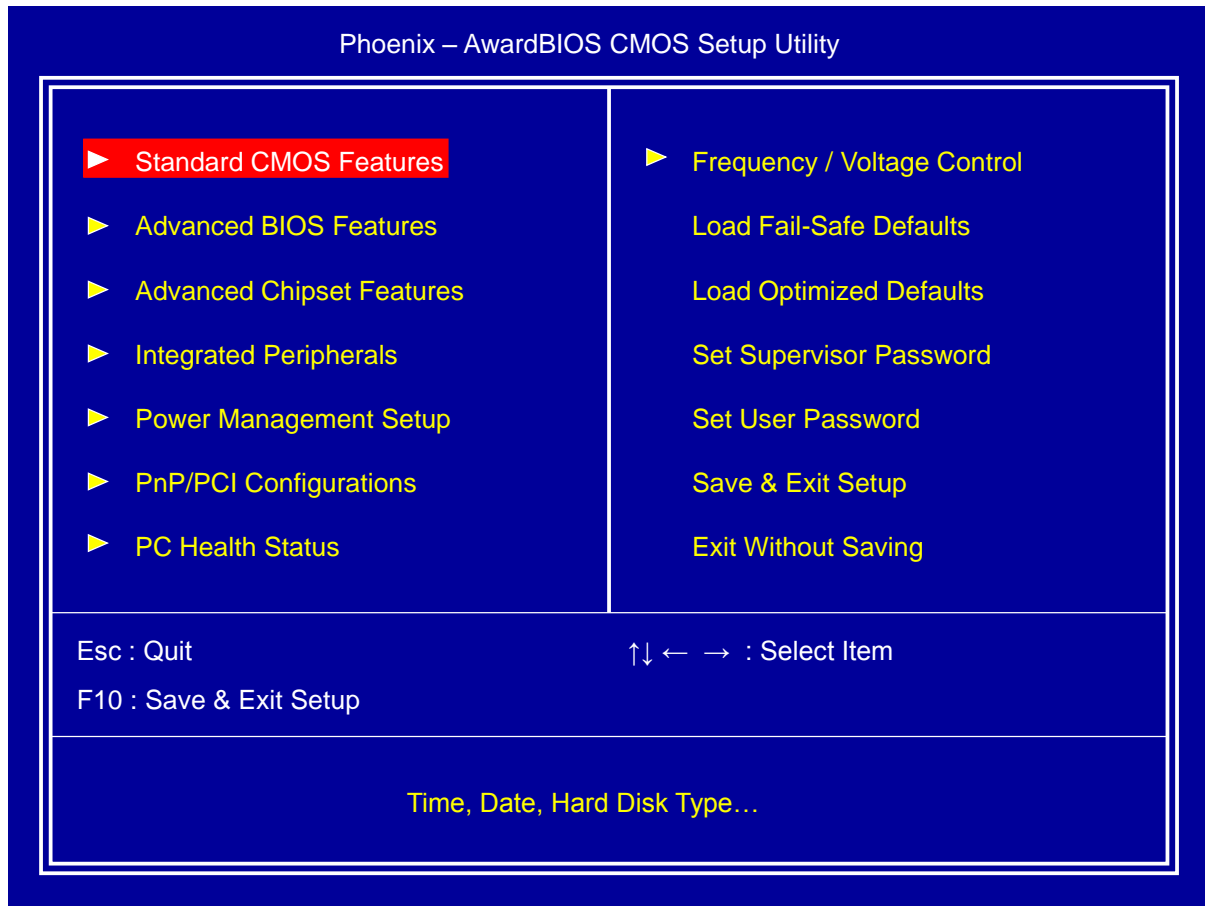 Phoenix – AwardBIOS CMOS Setup Utility
Standard CMOS Features
Advanced BIOS Features
Advanced Chipset Features
Integrated Peripherals
Power Management Setup
PnP/PCI Configurations
PC Health Status
Frequency / Voltage Control
Load Fail-Safe Defaults
Load Optimized Defaults
Set Supervisor Password
Set User Password
Save & Exit Setup
Exit Without Saving
Esc : Quit
↑↓ ← → : Select Item
F10 : Save & Exit Setup
Time, Date, Hard Disk Type…